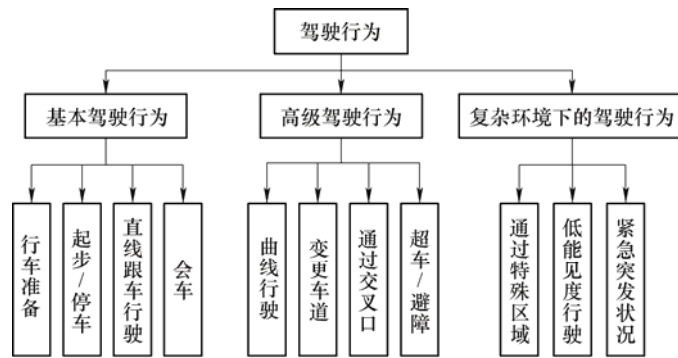 驾驶行为
基本驾驶行为
高级驾驶行为
复杂环境下的驾驶行为
行车准备
起步/停车
直线跟车行驶
会车
曲线行驶
变更车道
通过交叉口
超车/避障
通过特殊区域
低能见度行驶
紧急突发状况